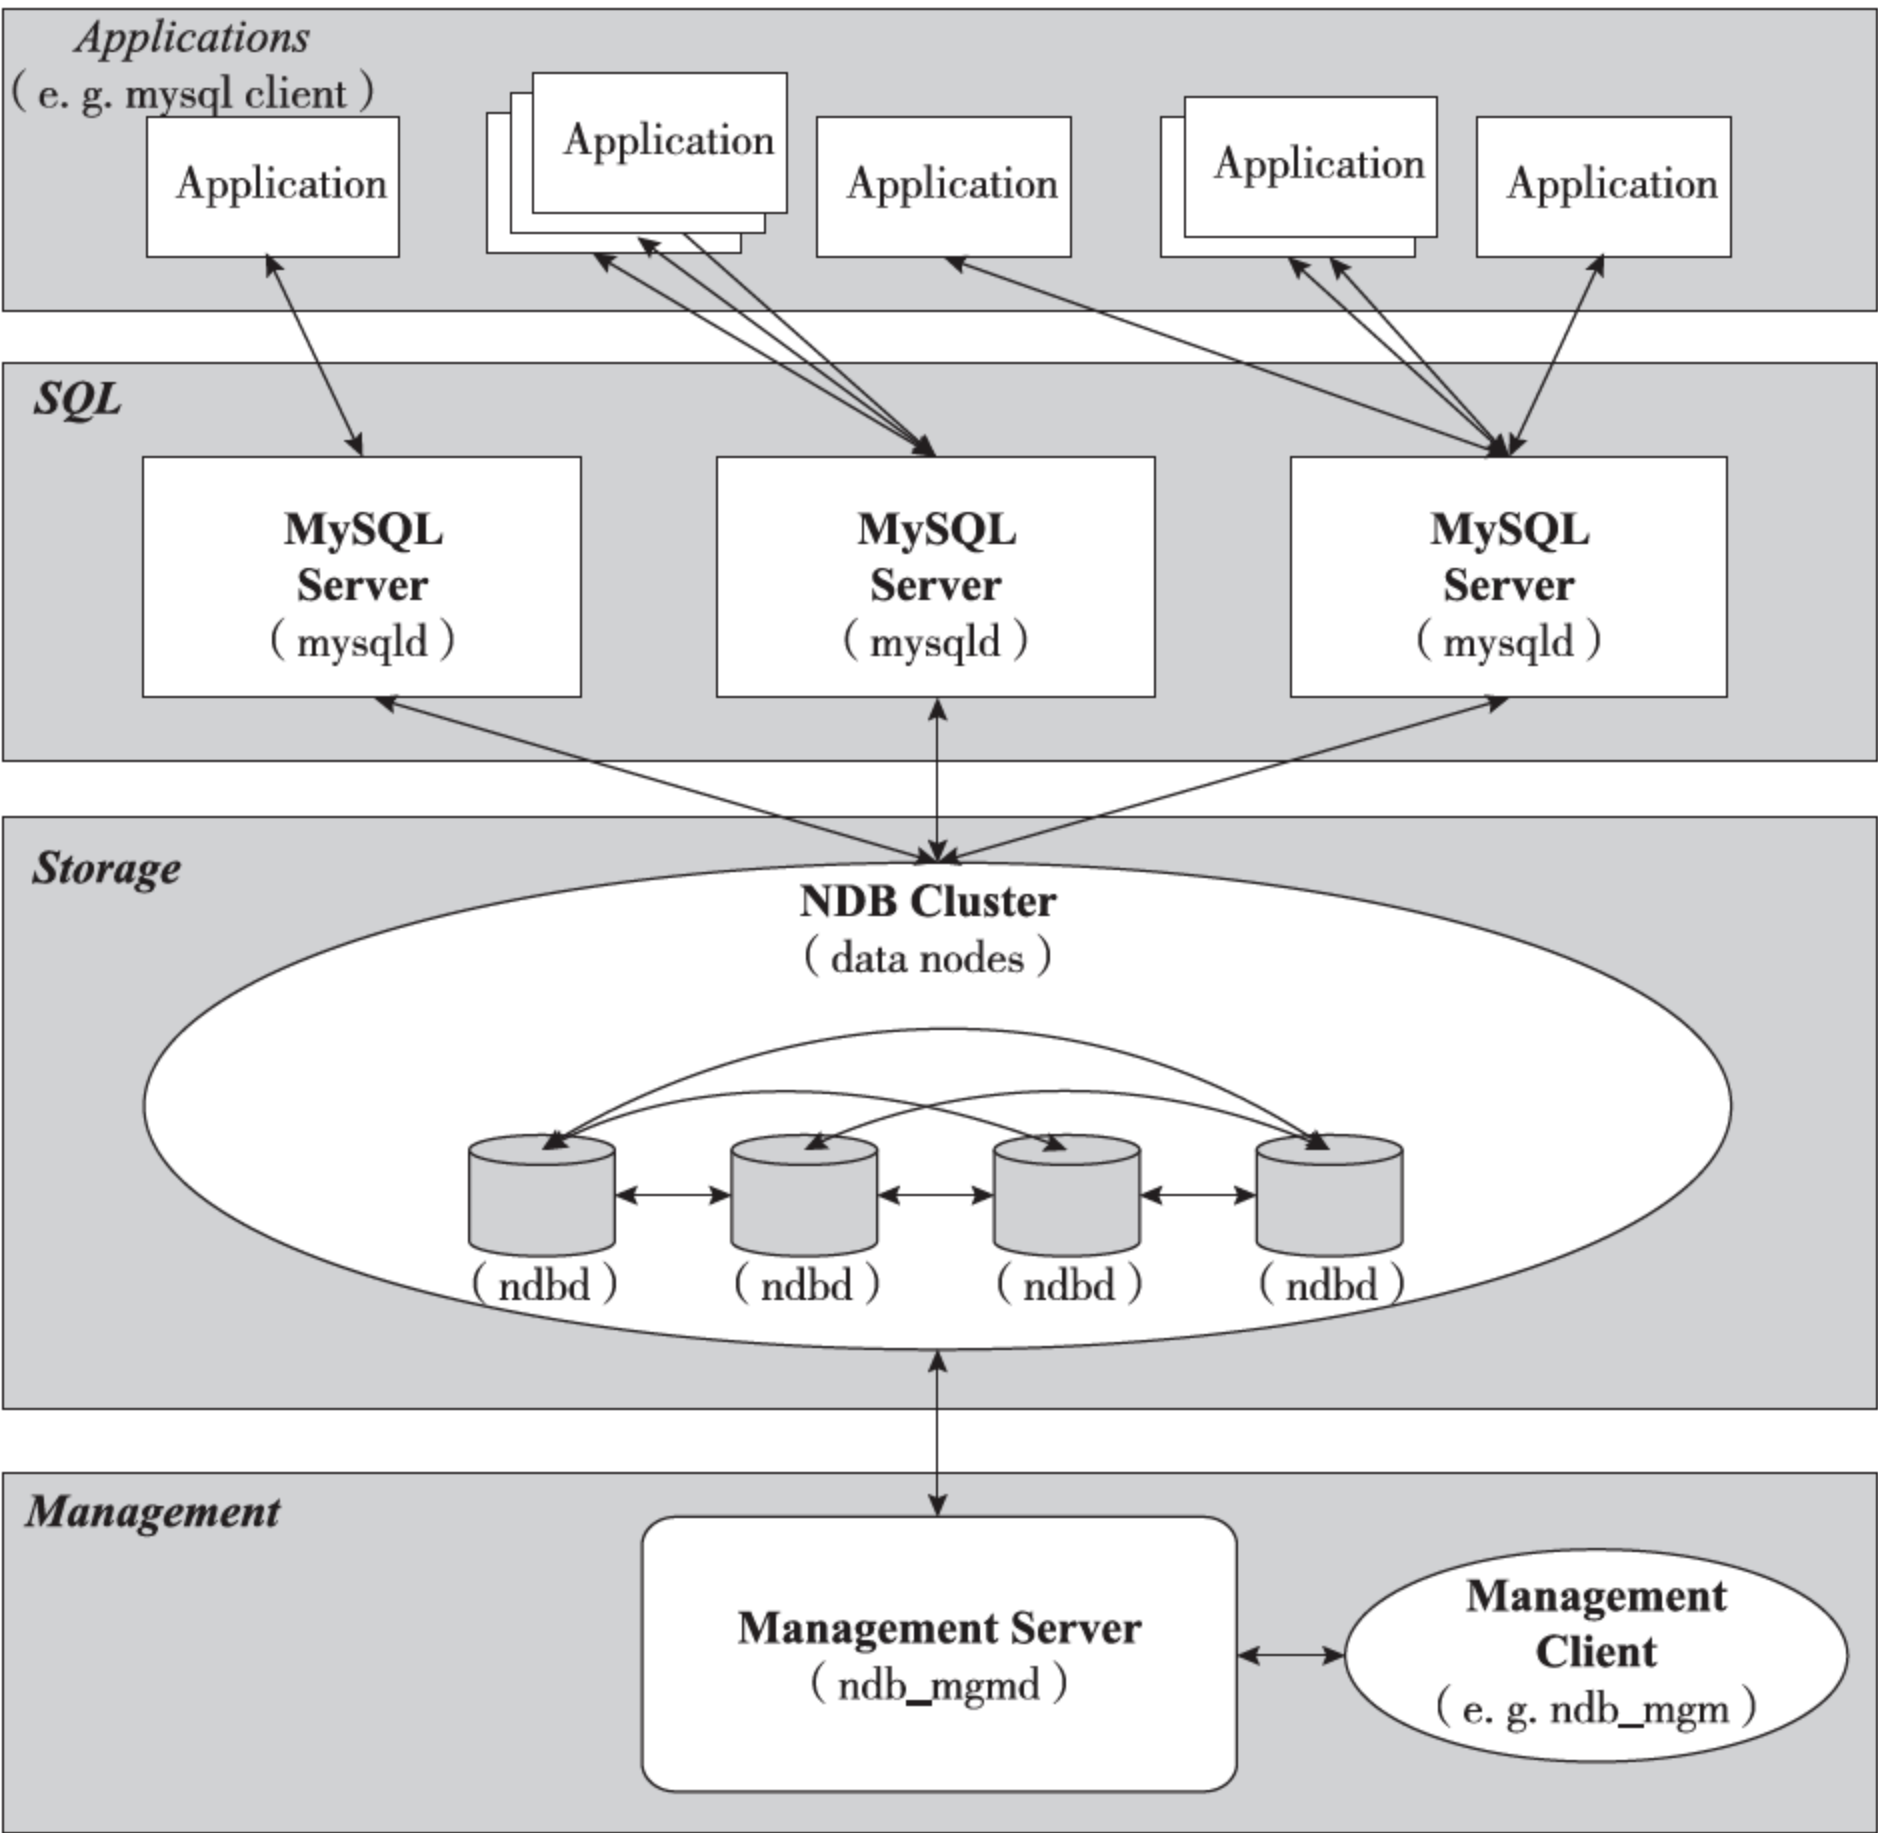 Applications
( e. g. mysql client )
Application
Application
Application
Application
Application
SQL
MySQL
Server
( mysqld )
MySQL
Server
( mysqld )
MySQL
Server
( mysqld )
Storage
NDB Cluster
( data nodes )
( ndbd )
( ndbd )
( ndbd )
( ndbd )
Management
Management Server
( ndb_mgmd )
Management
Client
( e. g. ndb_mgm )